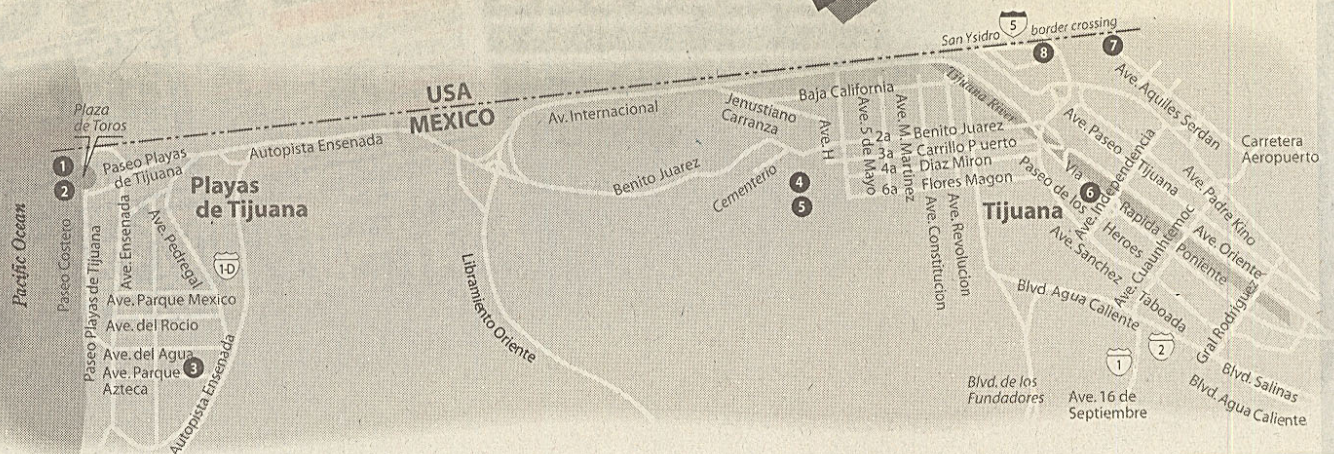 5
San Ysidro
border crossing
8
7
USA
MEXICO
Plaza
de Toros
1
2
Paseo Playas
de Tijuana
Autopista Ensenada
Av. Internacional
Jenustiano
Carranza
Baja California
Tijuana River
Ave. Aquiles Serdan
Carretera
Aeropuerto
Playas
de Tijuana
Benito Juarez
Cementerio
4
5
Ave. H
Ave. 5 de Mayo
Ave. M. Martinez
2a
Benito Juarez
3a
Carrillo P uerto
4a
Diaz Miron
6a
Flores Magon
Ave. Constitucion
Ave. Revolucion
Tijuana
6
Ave. Paseo Tijuana
Ave. Independencia
Ave. Padre Kino
Via Rapida Poniente
Paseo de los Heroes
Ave. Oriente
Ave. Cuauhtemoc
Ave. Sanchez Taboada
Gral Rodriguez
Blvd. Agua Caliente
1
2
Blvd. Salinas
Blvd. Agua Caliente
Blvd. de los
Fundadores
Ave. 16 de
Septiembre
Pacific Ocean
Paseo Costero
Paseo Playas de Tijuana
Ave. Ensenada
Ave. Pedregal
1-D
Ave. Parque Mexico
Ave. del Rocio
Ave. del Agua
Ave. Parque
Azteca
3
Autopista Ensenada
Libramiento Oriente